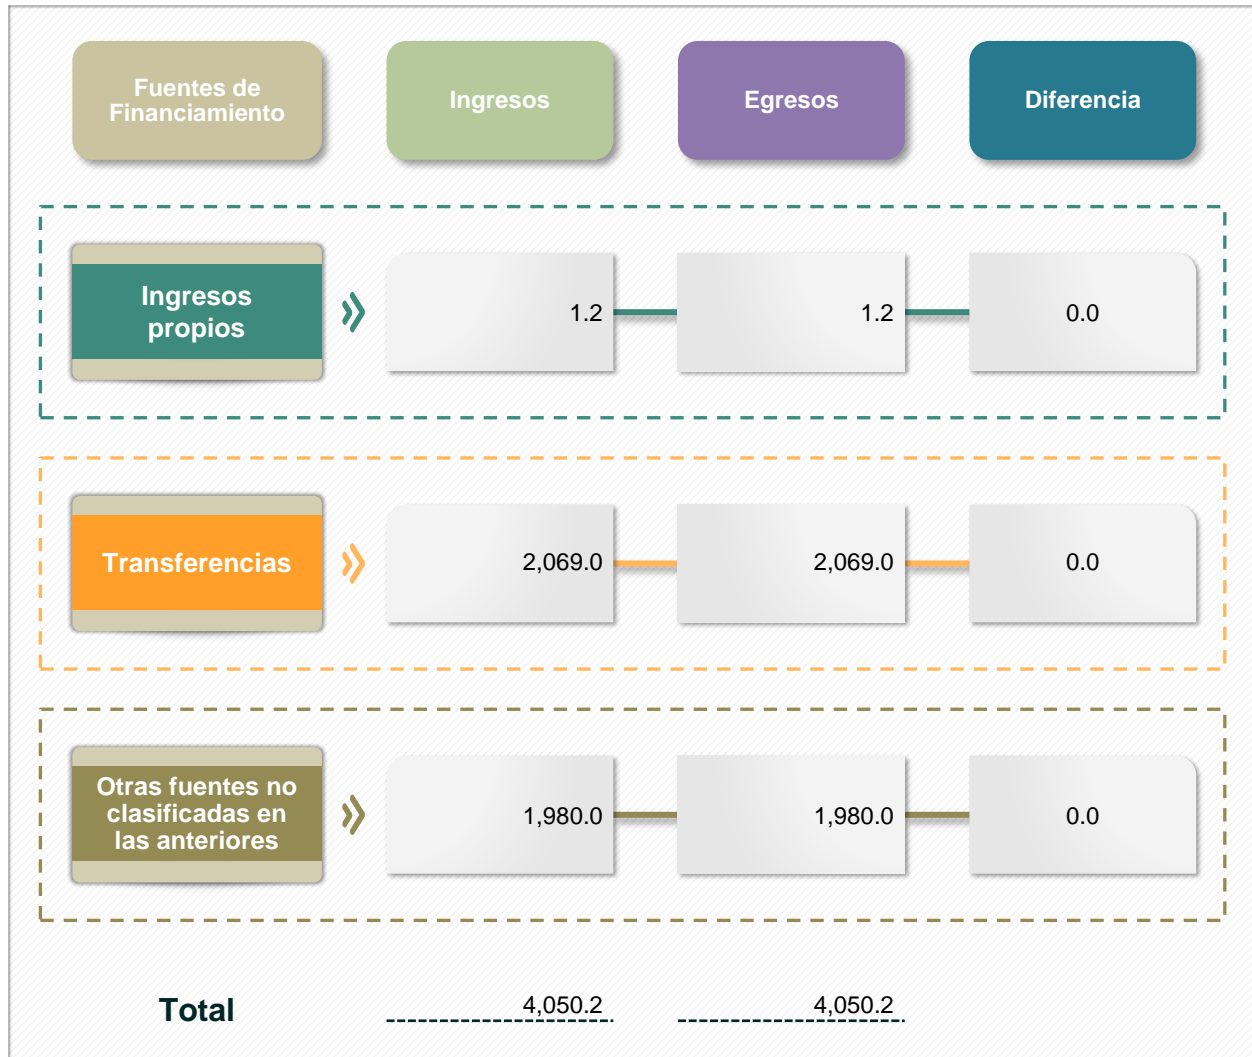 Fuentes de
Financiamiento
Ingresos
Egresos
Diferencia
Ingresos
propios
1.2
1.2
0.0
Transferencias
2,069.0
2,069.0
0.0
Otras fuentes no
clasificadas en
las anteriores
1,980.0
1,980.0
0.0
Total
4,050.2
4,050.2